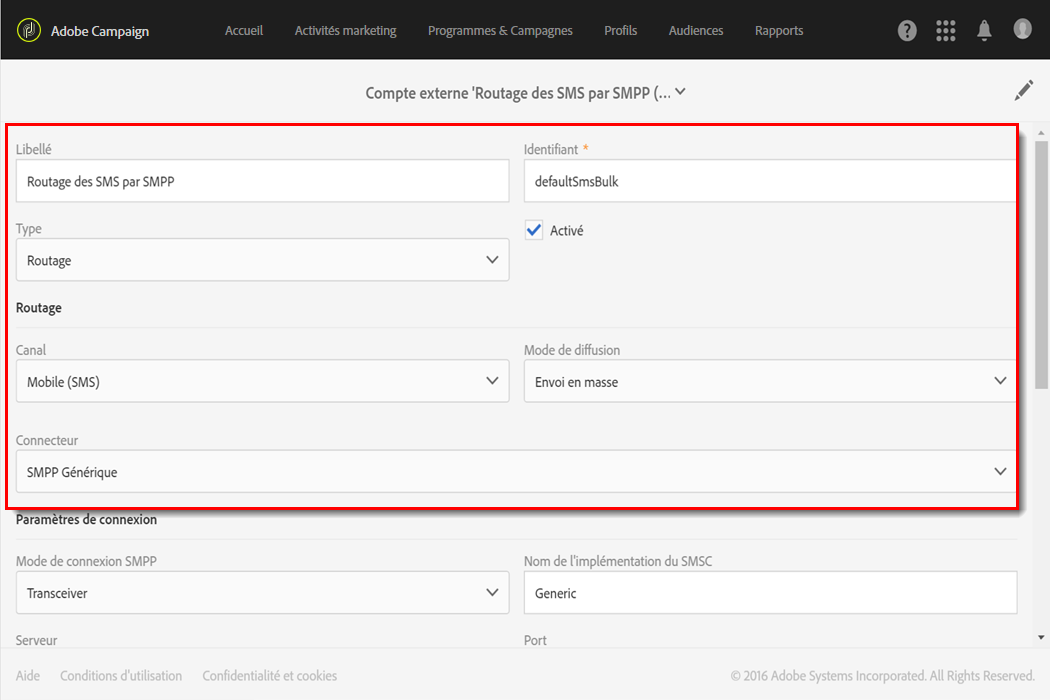 Adobe Campaign
Accueil Activités marketing Programmes & Campagnes Profils Audiences Rapports
Compte externe 'Routage des SMS par SMPP (...
Libellé
Routage des SMS par SMPP
Identifiant *
defaultSmsBulk
Type
Routage
Activé
Routage
Canal
Mobile (SMS)
Mode de diffusion
Envoi en masse
Connecteur
SMPP Générique
Paramètres de connexion
Mode de connexion SMPP
Transceiver
Nom de l'implémentation du SMSC
Generic
Serveur
Port
Aide Conditions d'utilisation Confidentialité et cookies
© 2016 Adobe Systems Incorporated. All Rights Reserved.